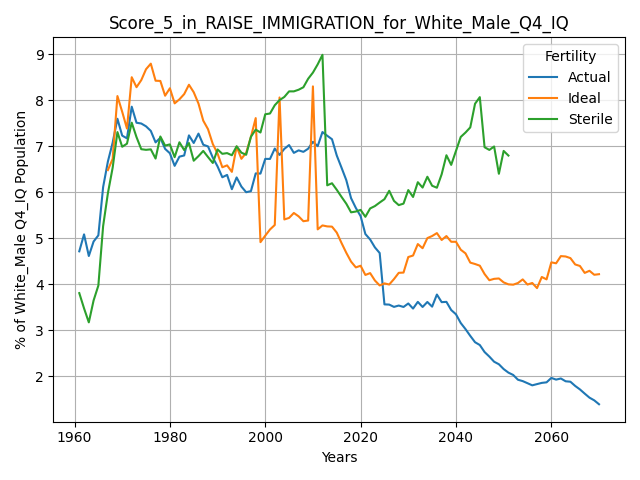 Score_5_in_RAISE_IMMIGRATION_for_White_Male_Q4_IQ
% of White_Male Q4_IQ Population
9
8
7
6
5
4
3
2
Fertility
Actual
Ideal
Sterile
1960
1980
2000
2020
2040
2060
Years